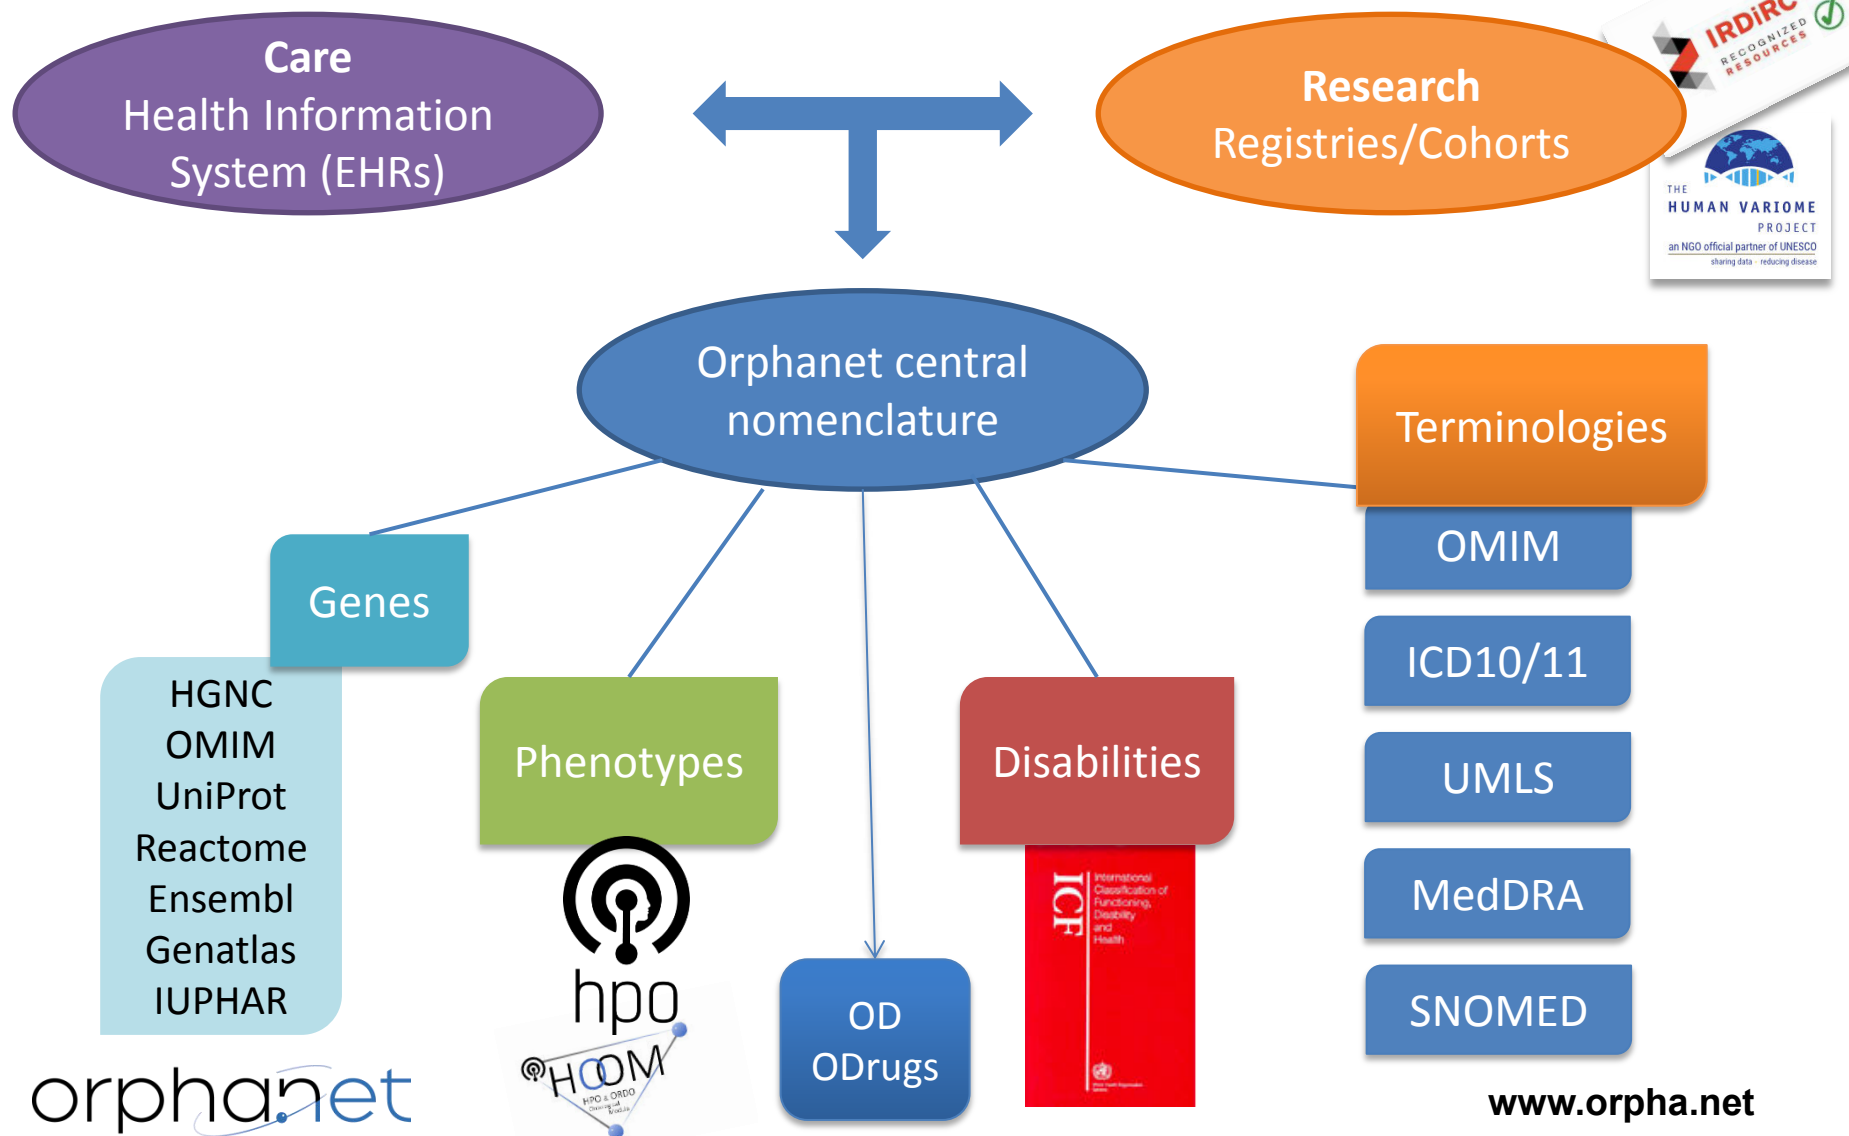 Care
Health Information
System (EHRs)
Research
Registries/Cohorts
IRDiRC
RECOGNIZED
RESOURCES
THE
HUMAN VARIOME
PROJECT
an NGO official partner of UNESCO
sharing data - reducing disease
Orphanet central
nomenclature
Terminologies
OMIM
ICD10/11
UMLS
MedDRA
SNOMED
Genes
HGNC
OMIM
UniProt
Reactome
Ensembl
Genatlas
IUPHAR
Phenotypes
hpo
HOOM
HPO & ORDO
Ontological
Module
OD
ODrugs
Disabilities
ICF
International
Classification of
Functioning,
Disability
and
Health
orphanet
www.orpha.net